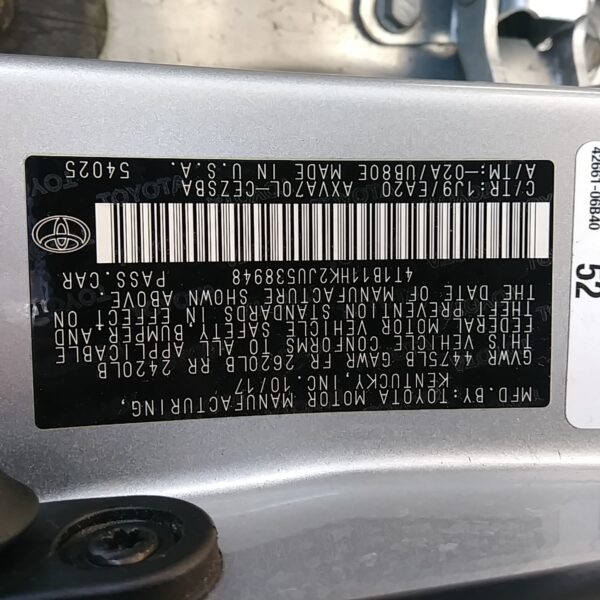 MFD.BY:TOYOTA MOTOR MANUFACTURING,
KENTUCKY, INC. 10/17
GVWR 4475LB GAWR FR 2620LB RR 2420LB
THIS VEHICLE CONFORMS TO ALL APPLICABLE
FEDERAL MOTOR VEHICLE SAFETY, BUMPER, AND
THEFT PREVENTION STANDARDS IN EFFECT ON
THE DATE OF MANUFACTURE SHOWN ABOVE.
4T1B11HK2JU538948 PASS.CAR
C/TR:1J9/EA20 AXVA70L-CEZSBA
A/TM:-02A/UB80E MADE IN U.S.A. 54025
42661-06B40
52
TOYOTA